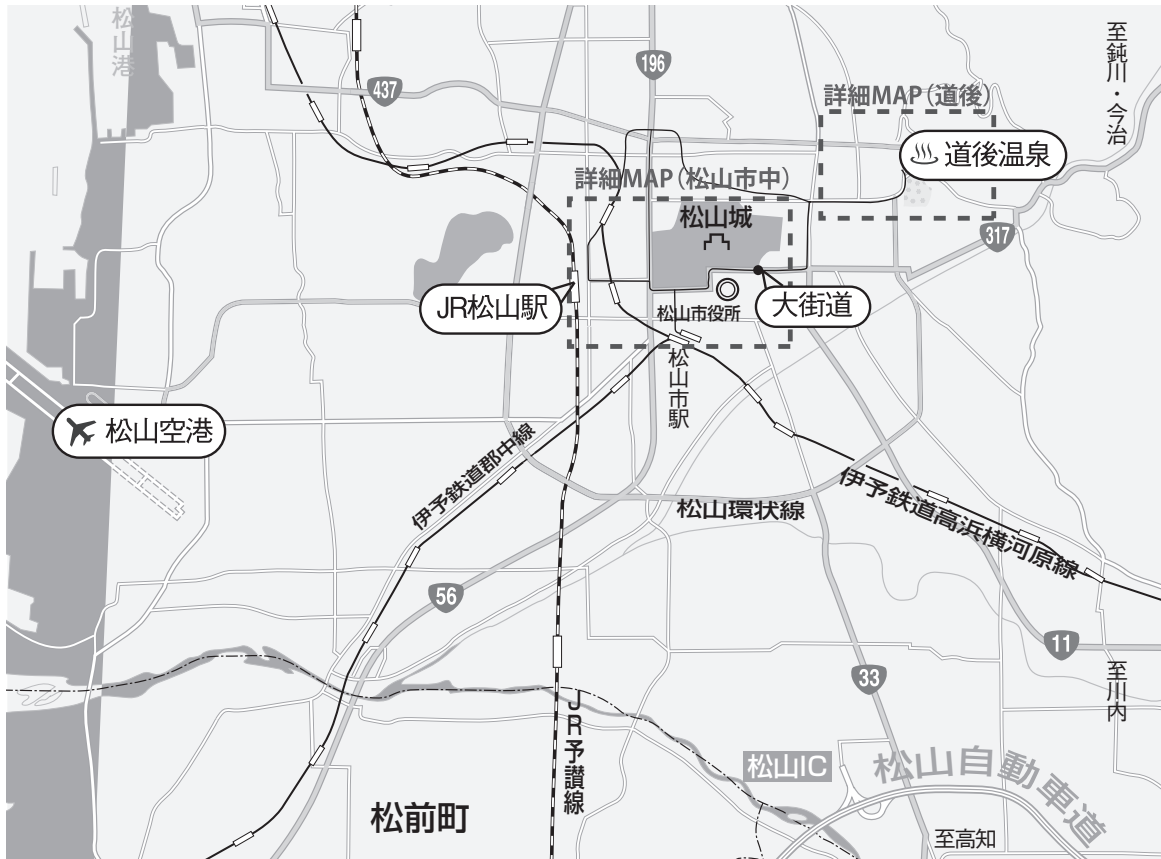 松山港
至鈍川・今治
196
437
詳細MAP(道後)
道後温泉
詳細MAP(松山市中)
松山城
317
JR松山駅
大街道
松山市役所
松山市駅
松山空港
伊予鉄道郡中線
松山環状線
伊予鉄道高浜横河原線
56
11
33
至川内
JR予讃線
松山IC
松山自動車道
松前町
至高知